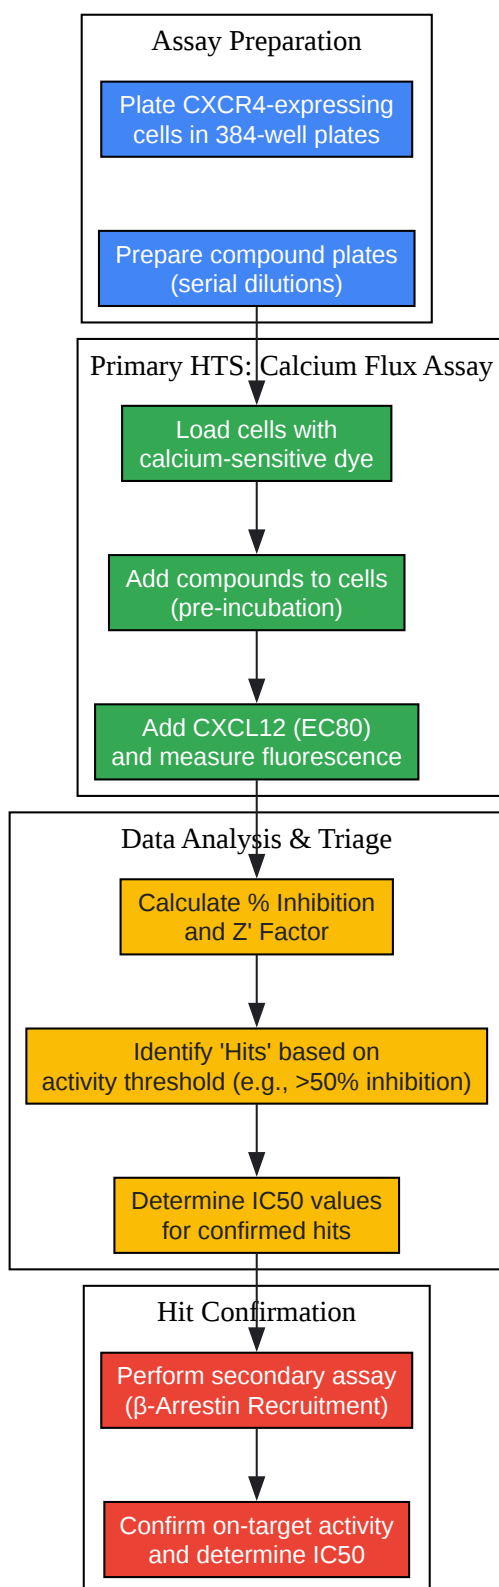 Assay Preparation
Plate CXCR4-expressing
cells in 384-well plates
Prepare compound plates
(serial dilutions)
Primary HTS: Calcium Flux Assay
Load cells with
calcium-sensitive dye
Add compounds to cells
(pre-incubation)
Add CXCL12 (EC80)
and measure fluorescence
Data Analysis & Triage
Calculate % Inhibition
and Z' Factor
Identify 'Hits' based on
activity threshold (e.g., >50% inhibition)
Determine IC50 values
for confirmed hits
Hit Confirmation
Perform secondary assay
(β-Arrestin Recruitment)
Confirm on-target activity
and determine IC50